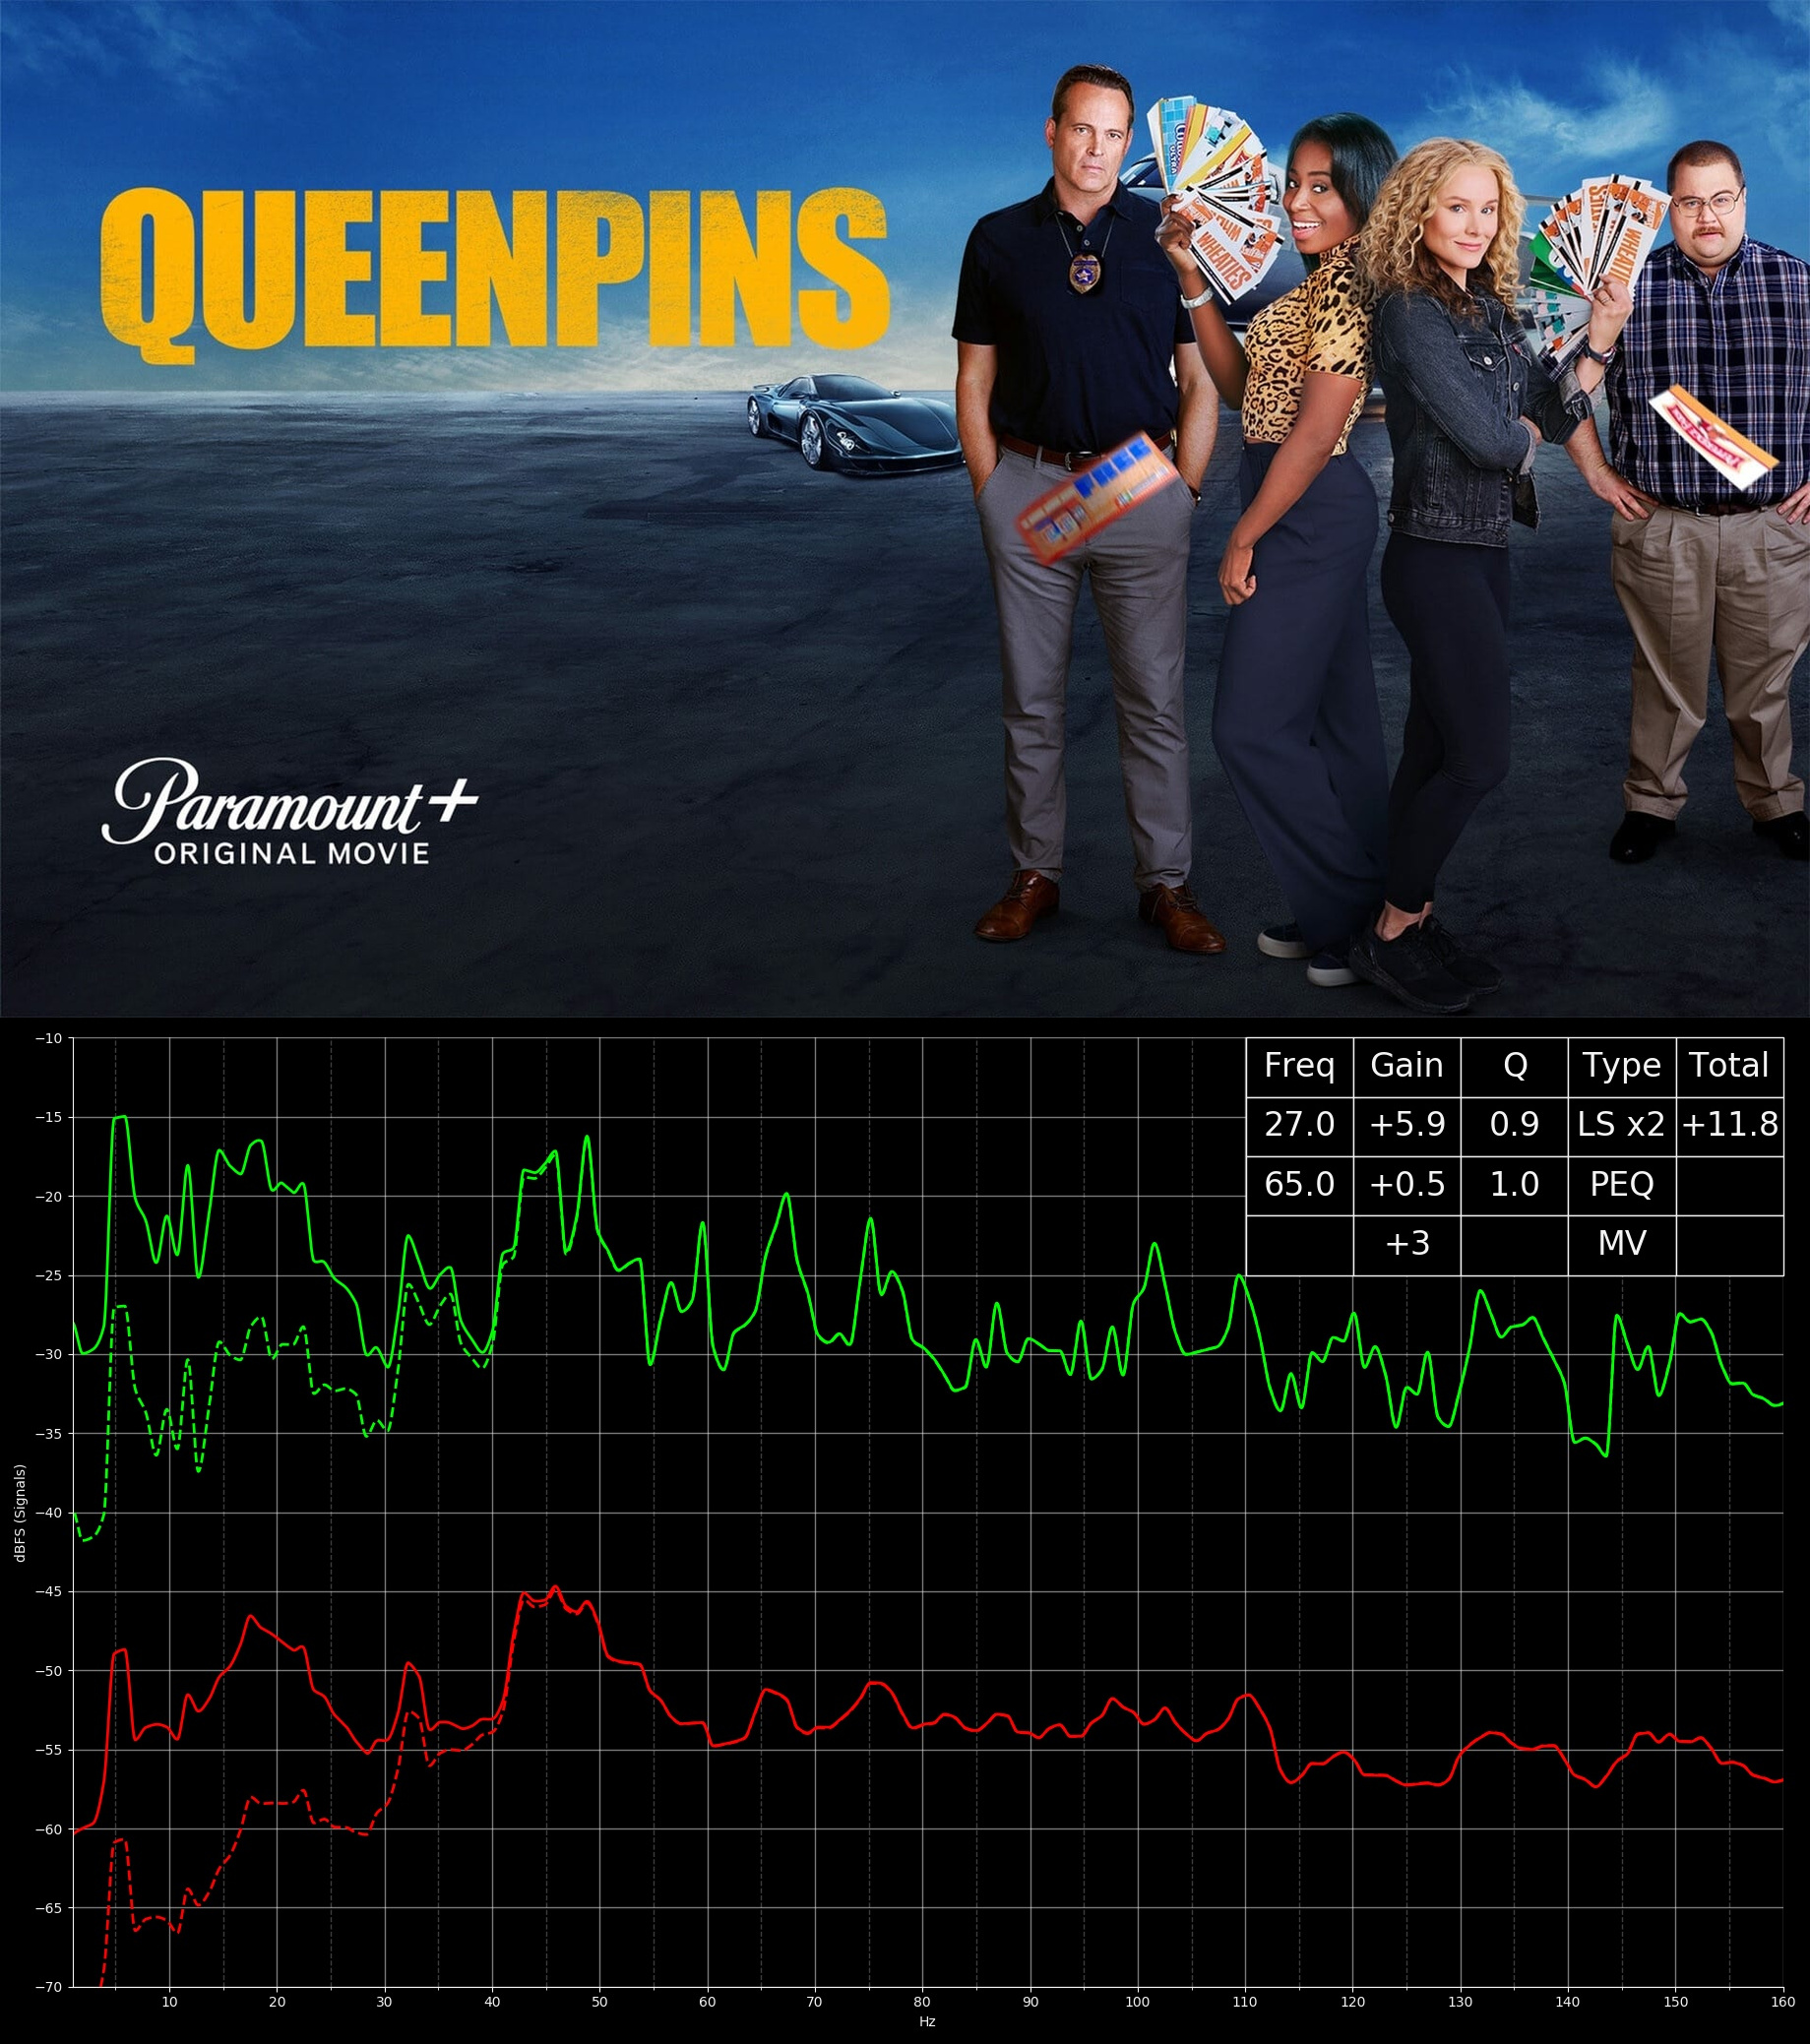 QUEENPINS
WHEATIES
WHEATIES
FREE
Paramount+
ORIGINAL MOVIE
Freq Gain Q Type Total
27.0 +5.9 0.9 LS x2 +11.8
65.0 +0.5 1.0 PEQ
+3 MV
−10
−15
−20
−25
−30
−35
−40
−45
−50
−55
−60
−65
−70
dBFS (Signals)
10 20 30 40 50 60 70 80 90 100 110 120 130 140 150 160
Hz